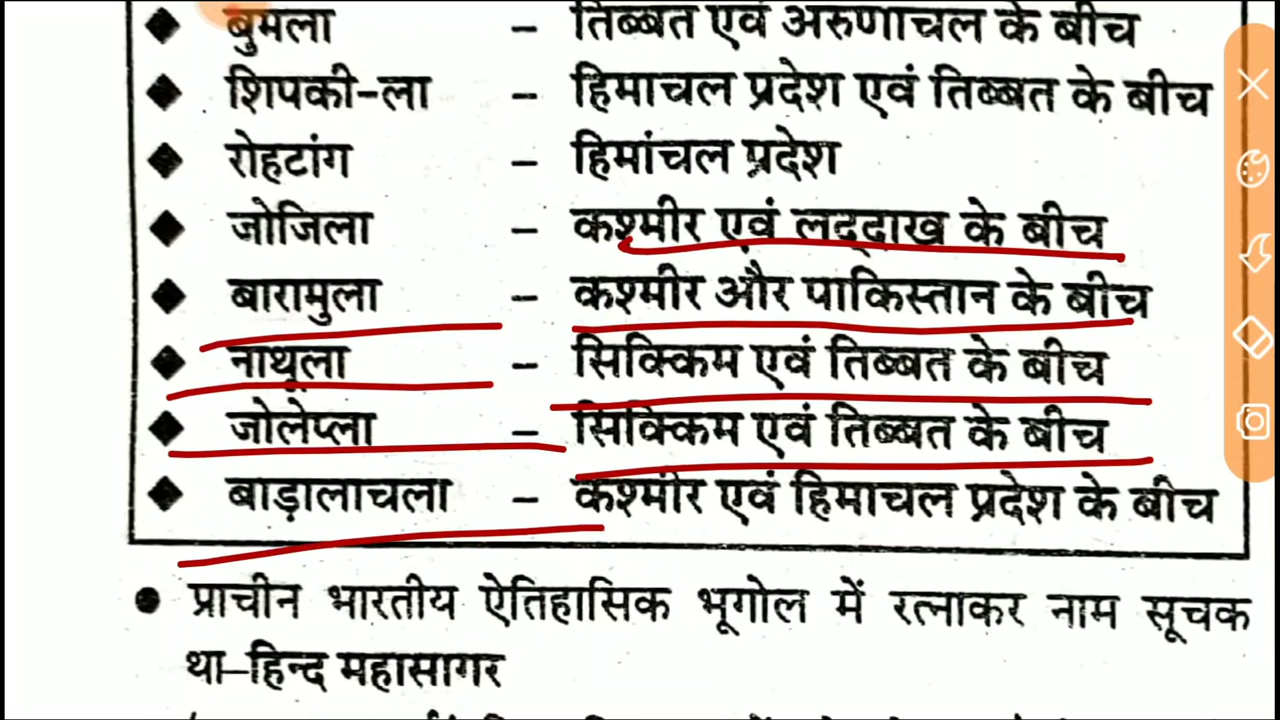 ◆ बुमला – तिब्बत एवं अरुणाचल के बीच
◆ शिपकी-ला – हिमाचल प्रदेश एवं तिब्बत के बीच
◆ रोहटांग – हिमांचल प्रदेश
◆ जोजिला – कश्मीर एवं लद्दाख के बीच
◆ बारामुला – कश्मीर और पाकिस्तान के बीच
◆ नाथूला – सिक्किम एवं तिब्बत के बीच
◆ जोलेप्ला – सिक्किम एवं तिब्बत के बीच
◆ बाड़ालाचला – कश्मीर एवं हिमाचल प्रदेश के बीच
● प्राचीन भारतीय ऐतिहासिक भूगोल में रत्नाकर नाम सूचक
था–हिन्द महासागर